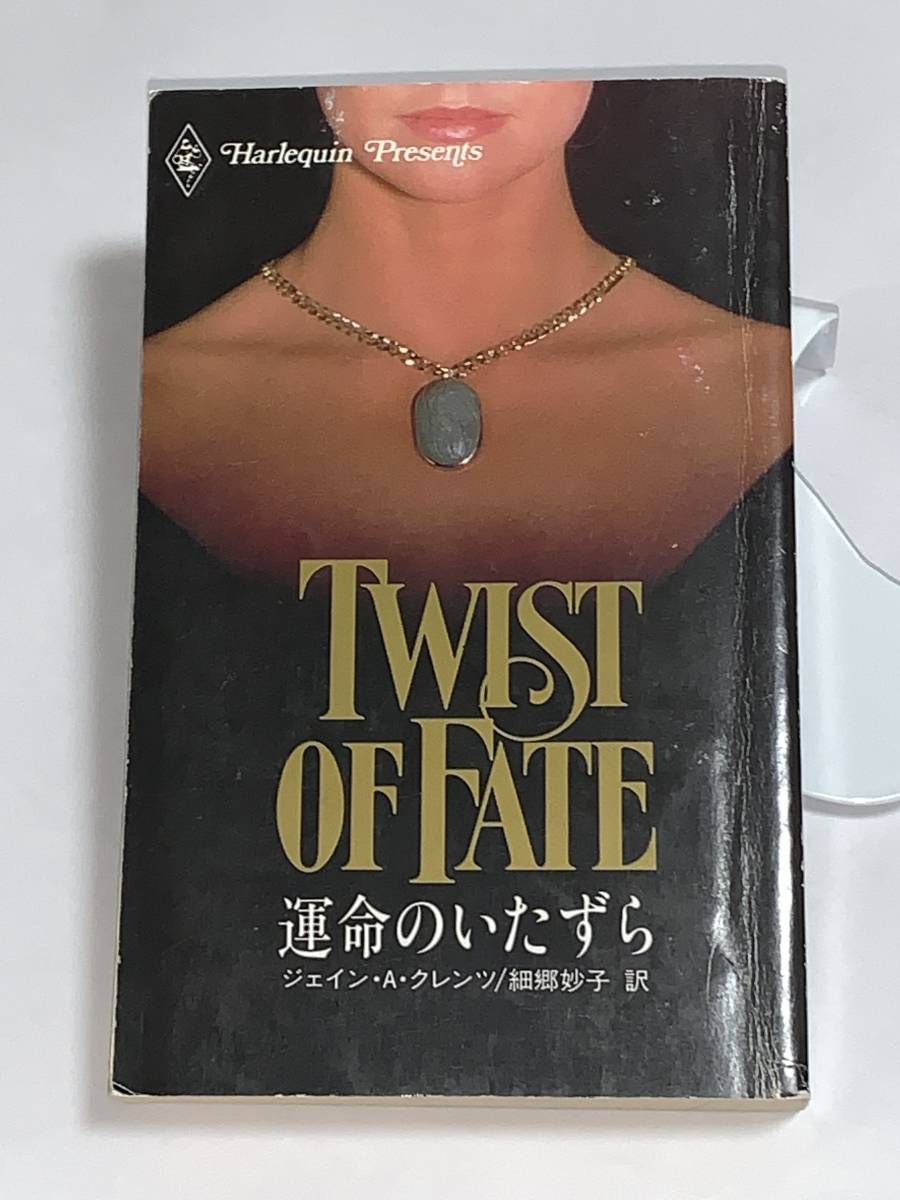 Harlequin Presents
TWIST
OF FATE
運命のいたずら
ジェイン・A・クレンツ/細郷妙子 訳